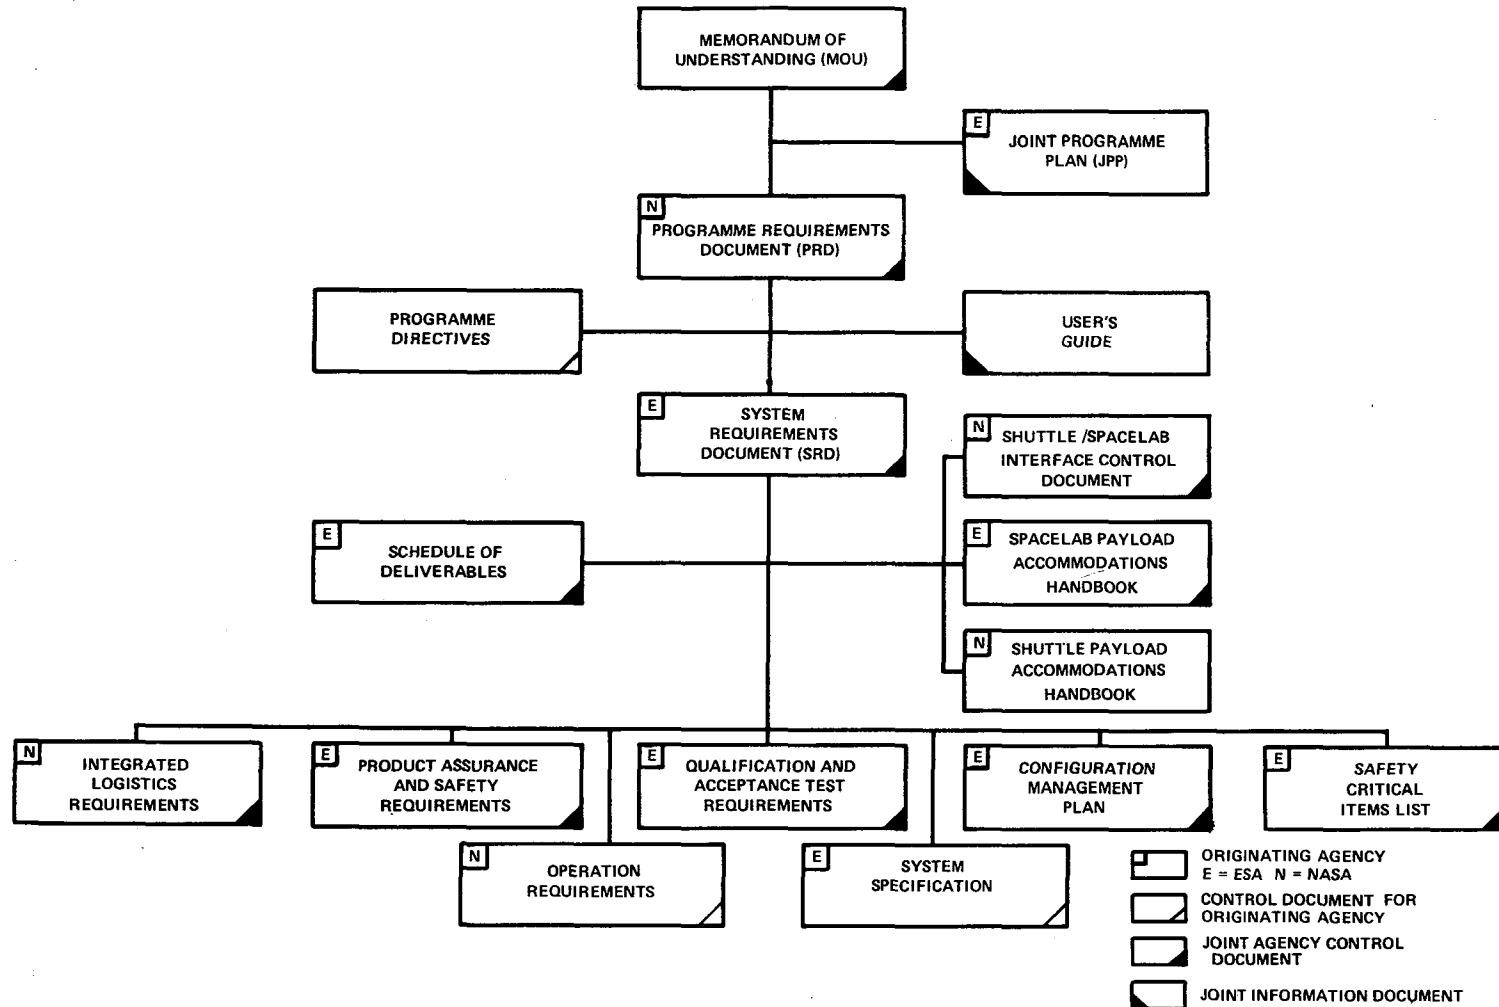 MEMORANDUM OF
UNDERSTANDING (MOU)
E
JOINT PROGRAMME
PLAN (JPP)
N
PROGRAMME REQUIREMENTS
DOCUMENT (PRD)
PROGRAMME
DIRECTIVES
USER'S
GUIDE
E
SYSTEM
REQUIREMENTS
DOCUMENT (SRD)
N
SHUTTLE /SPACELAB
INTERFACE CONTROL
DOCUMENT
E
SCHEDULE OF
DELIVERABLES
E
SPACELAB PAYLOAD
ACCOMMODATIONS
HANDBOOK
N
SHUTTLE PAYLOAD
ACCOMMODATIONS
HANDBOOK
N
INTEGRATED
LOGISTICS
REQUIREMENTS
E
PRODUCT ASSURANCE
AND SAFETY
REQUIREMENTS
E
QUALIFICATION AND
ACCEPTANCE TEST
REQUIREMENTS
E
CONFIGURATION
MANAGEMENT
PLAN
E
SAFETY
CRITICAL
ITEMS LIST
N
OPERATION
REQUIREMENTS
E
SYSTEM
SPECIFICATION
ORIGINATING AGENCY
E = ESA N = NASA
CONTROL DOCUMENT FOR
ORIGINATING AGENCY
JOINT AGENCY CONTROL
DOCUMENT
JOINT INFORMATION DOCUMENT